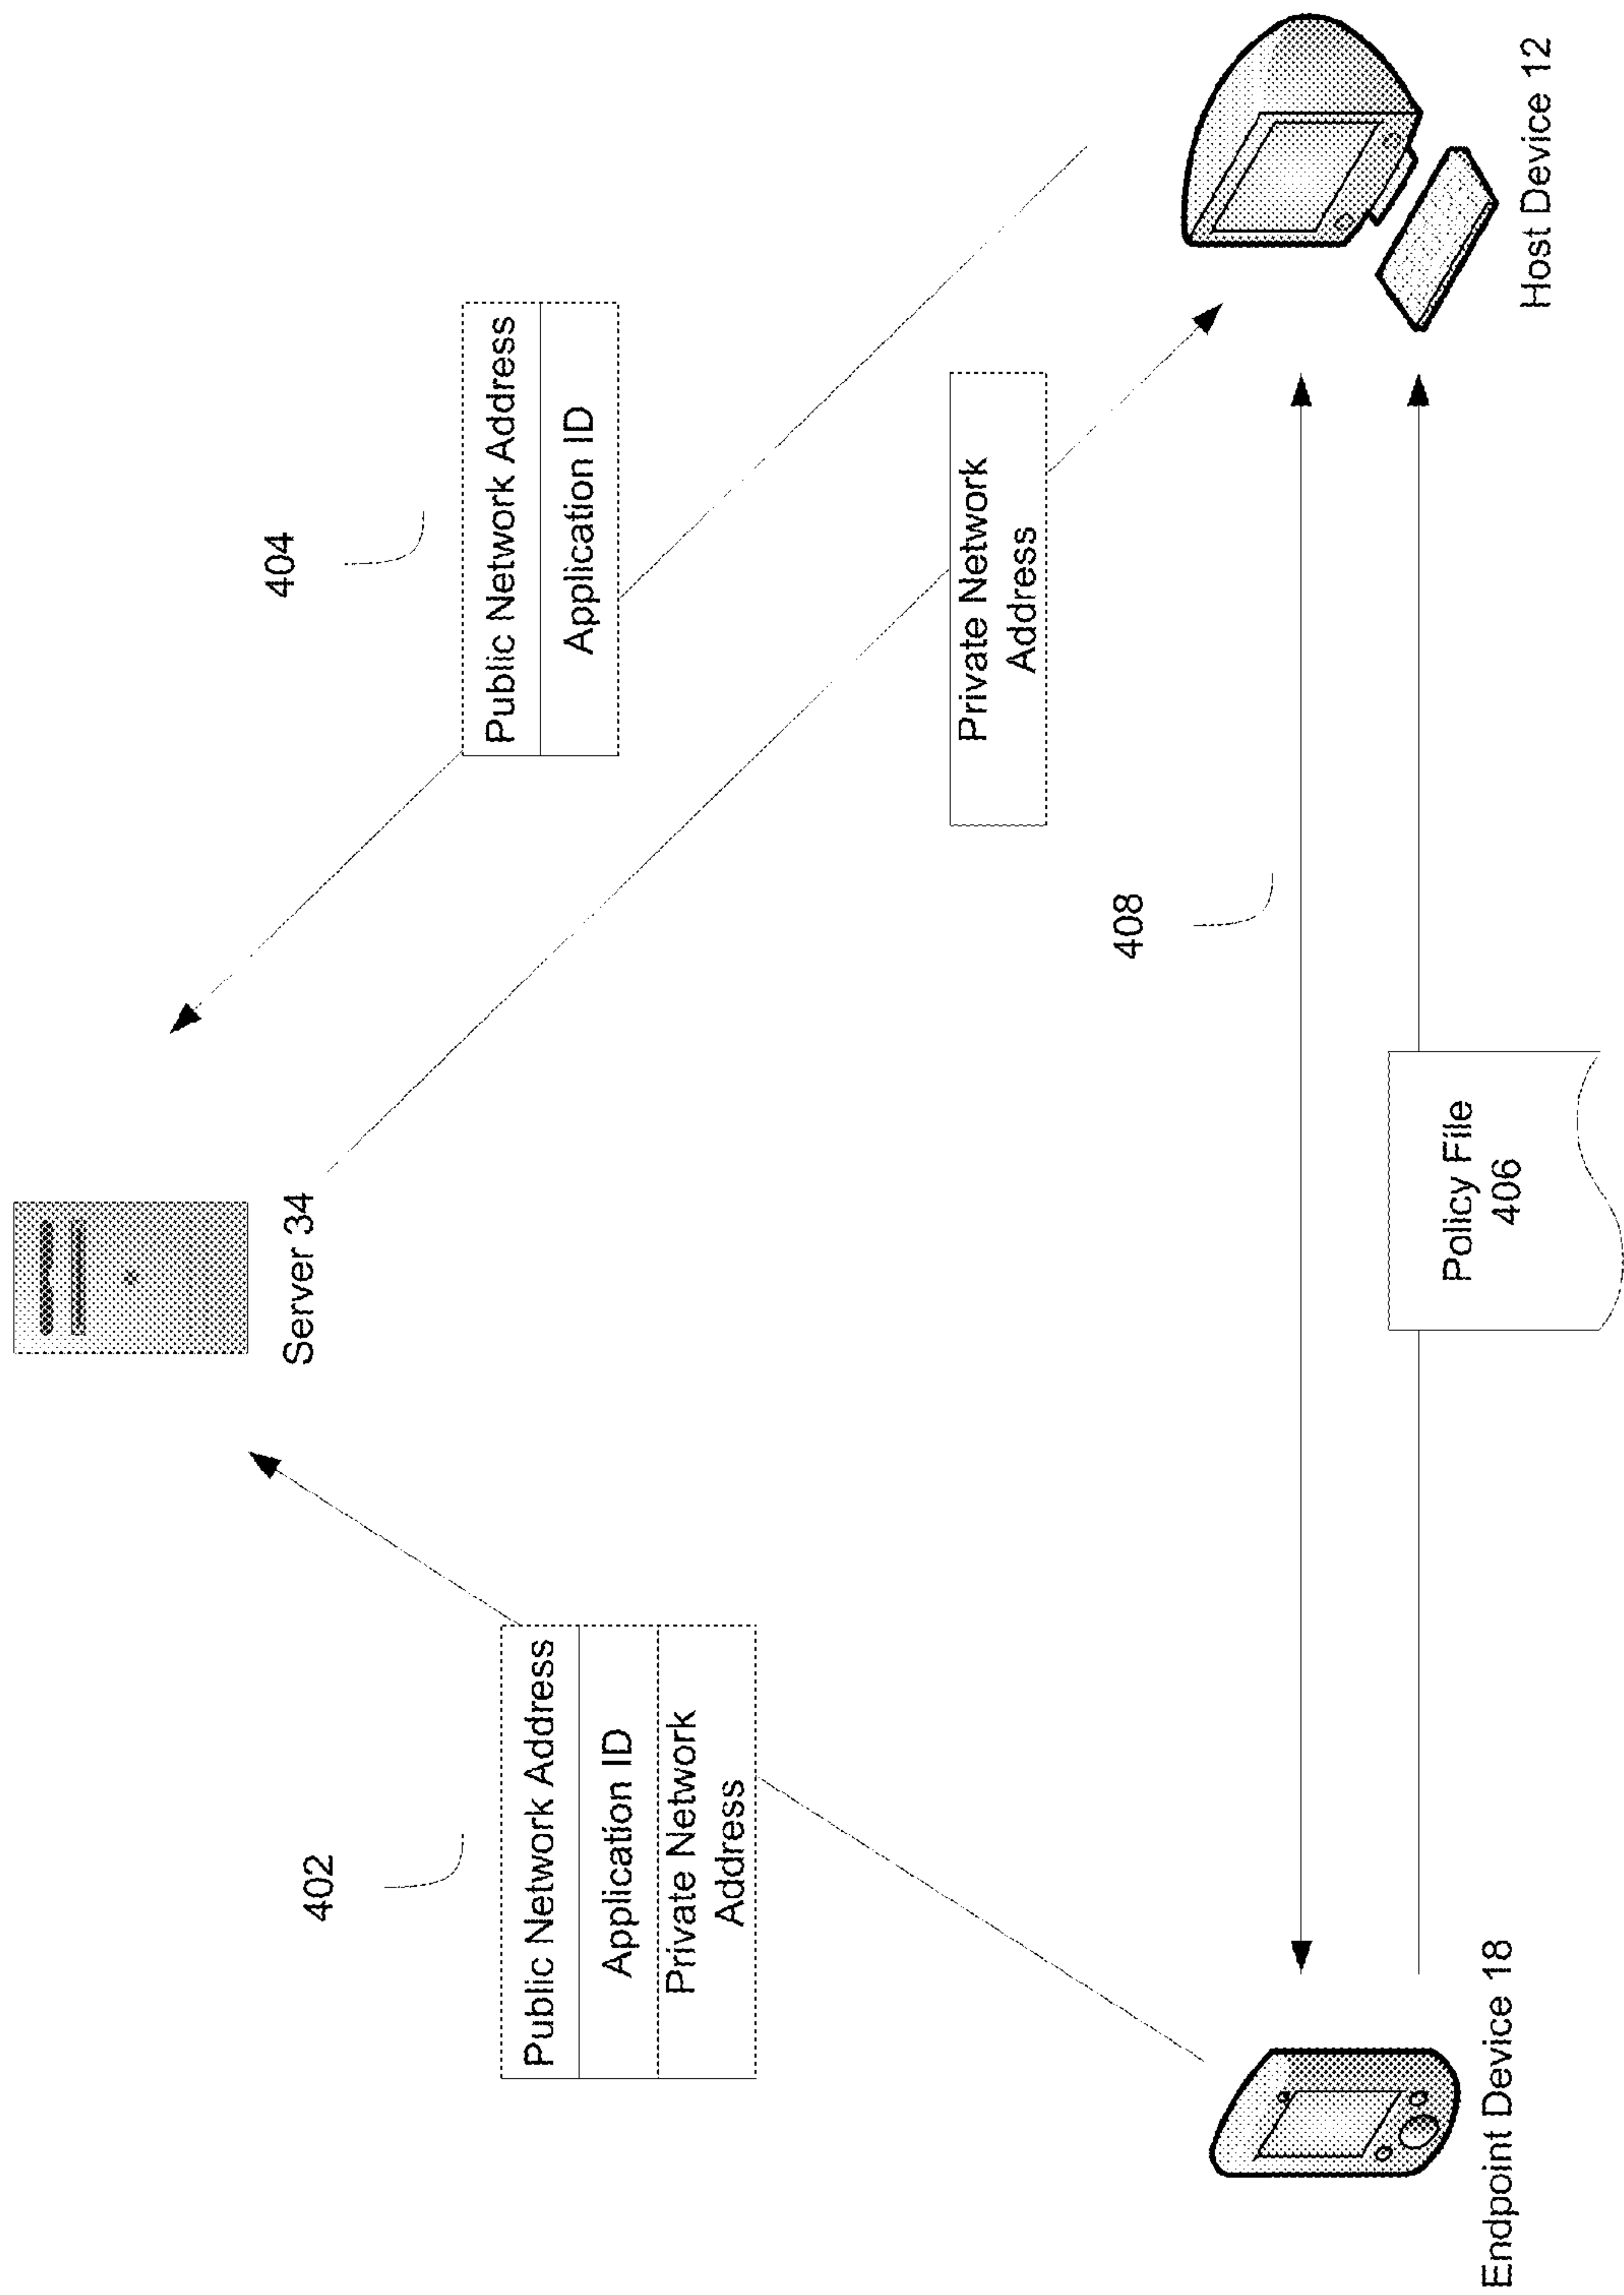 Server 34
402
Public Network Address
Application ID
Private Network
Address
404
Public Network Address
Application ID
Private Network
Address
408
Policy File
406
Endpoint Device 18
Host Device 12